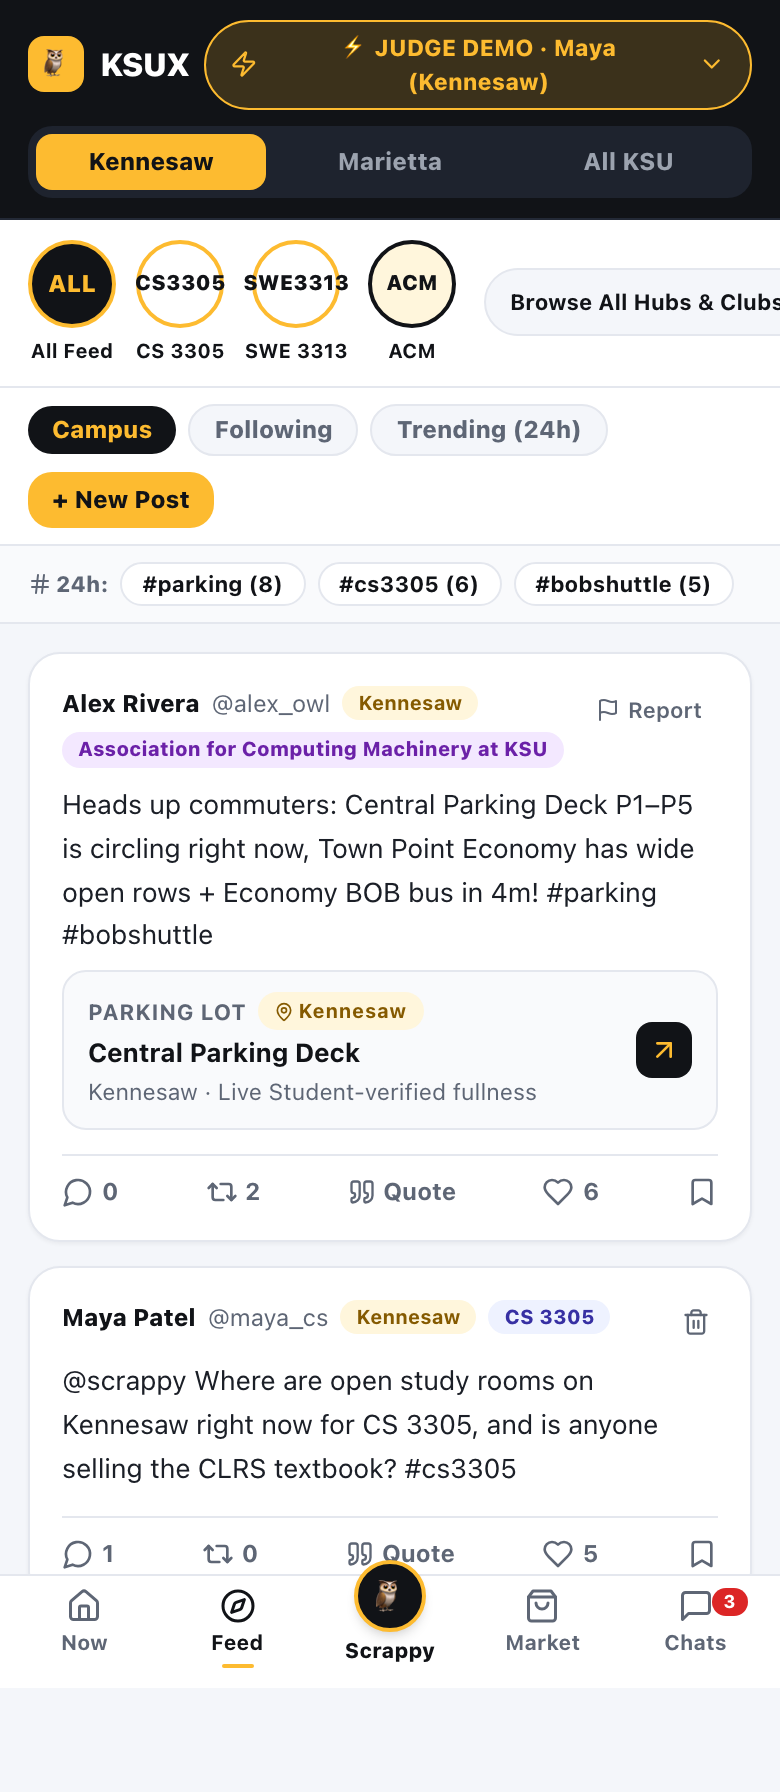 KSUX
⚡ JUDGE DEMO · Maya
(Kennesaw)
Kennesaw Marietta All KSU
ALL CS3305 SWE3313 ACM
Browse All Hubs & Clubs
All Feed CS 3305 SWE 3313 ACM
Campus Following Trending (24h)
+ New Post
24h: #parking (8) #cs3305 (6) #bobshuttle (5)
Alex Rivera @alex_owl Kennesaw
Report
Association for Computing Machinery at KSU
Heads up commuters: Central Parking Deck P1–P5
is circling right now, Town Point Economy has wide
open rows + Economy BOB bus in 4m! #parking
#bobshuttle
PARKING LOT Kennesaw
Central Parking Deck
Kennesaw · Live Student-verified fullness
0 2 Quote 6
Maya Patel @maya_cs Kennesaw CS 3305
@scrappy Where are open study rooms on
Kennesaw right now for CS 3305, and is anyone
selling the CLRS textbook? #cs3305
1 0 Quote 5
Now Feed Scrappy Market Chats 3